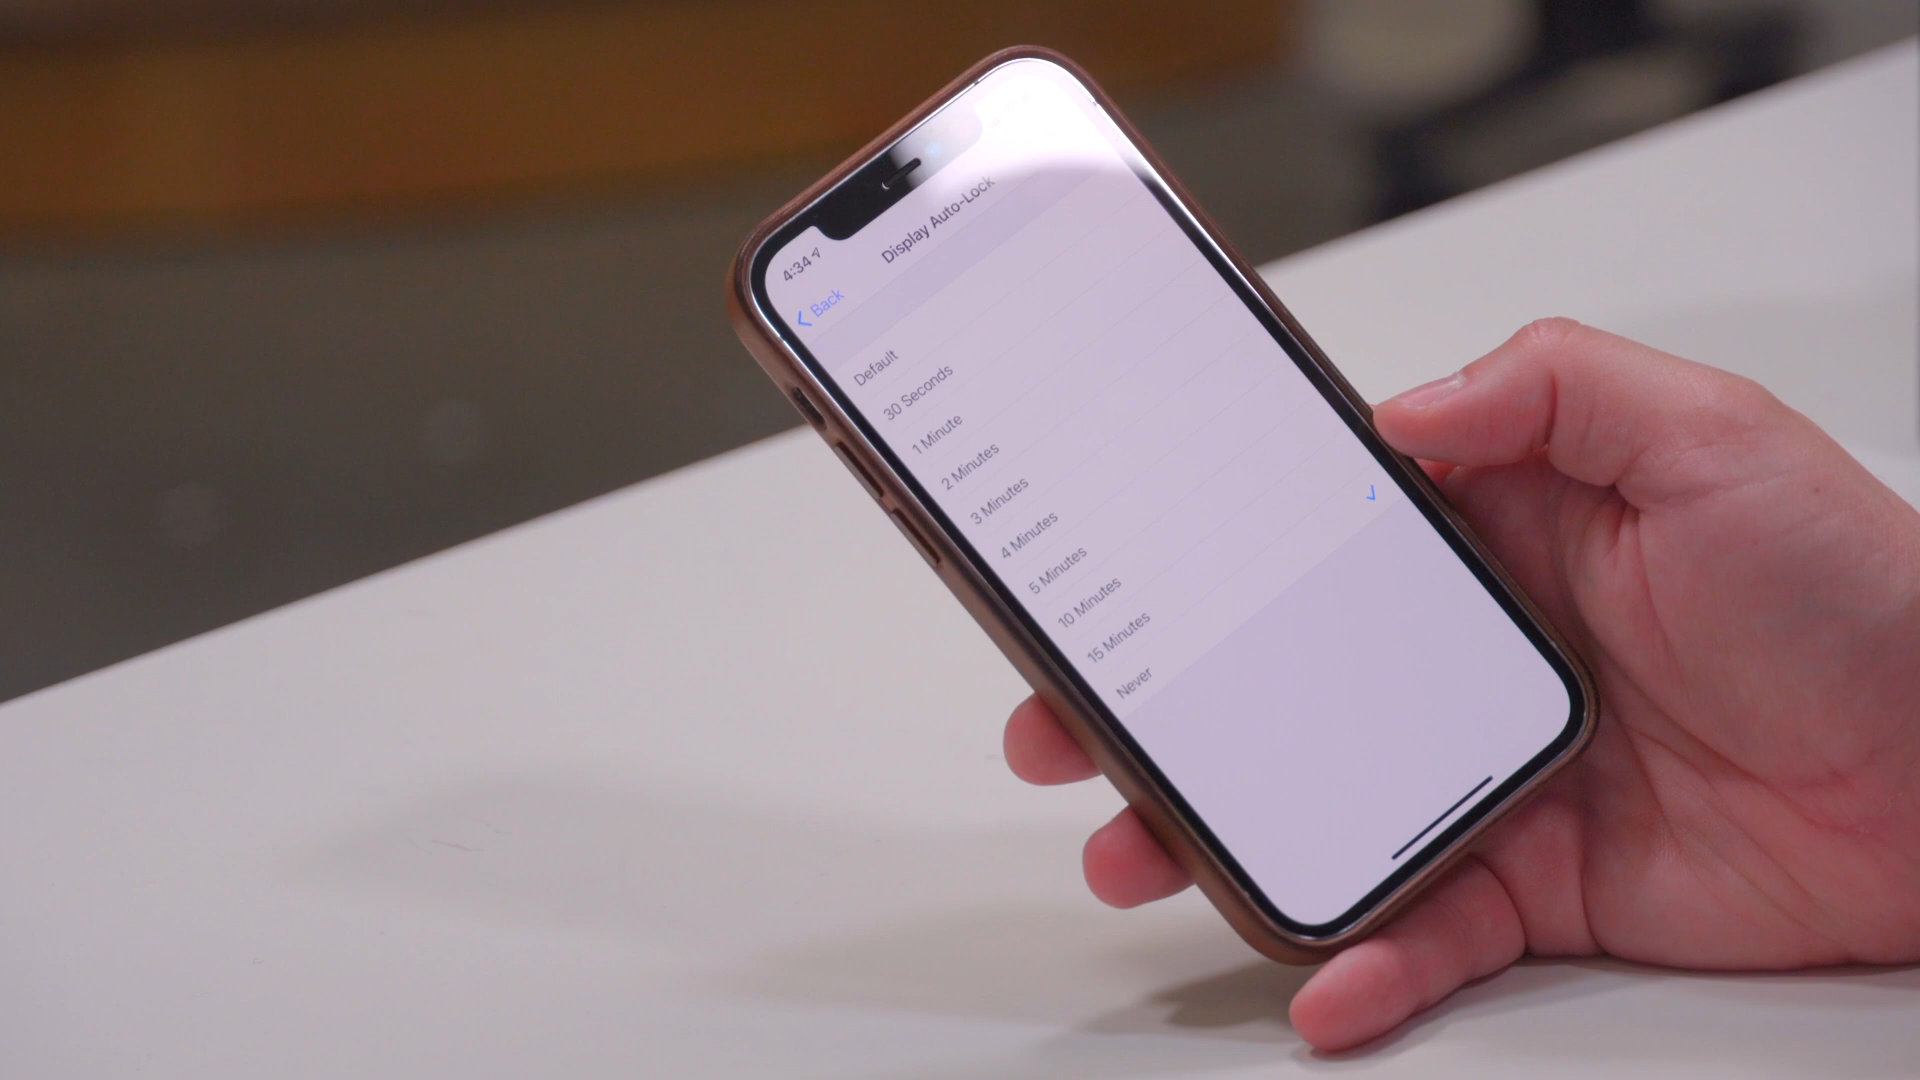 4:34
Back
Display Auto-Lock
Default
30 Seconds
1 Minute
2 Minutes
3 Minutes
4 Minutes
5 Minutes
10 Minutes
15 Minutes
Never